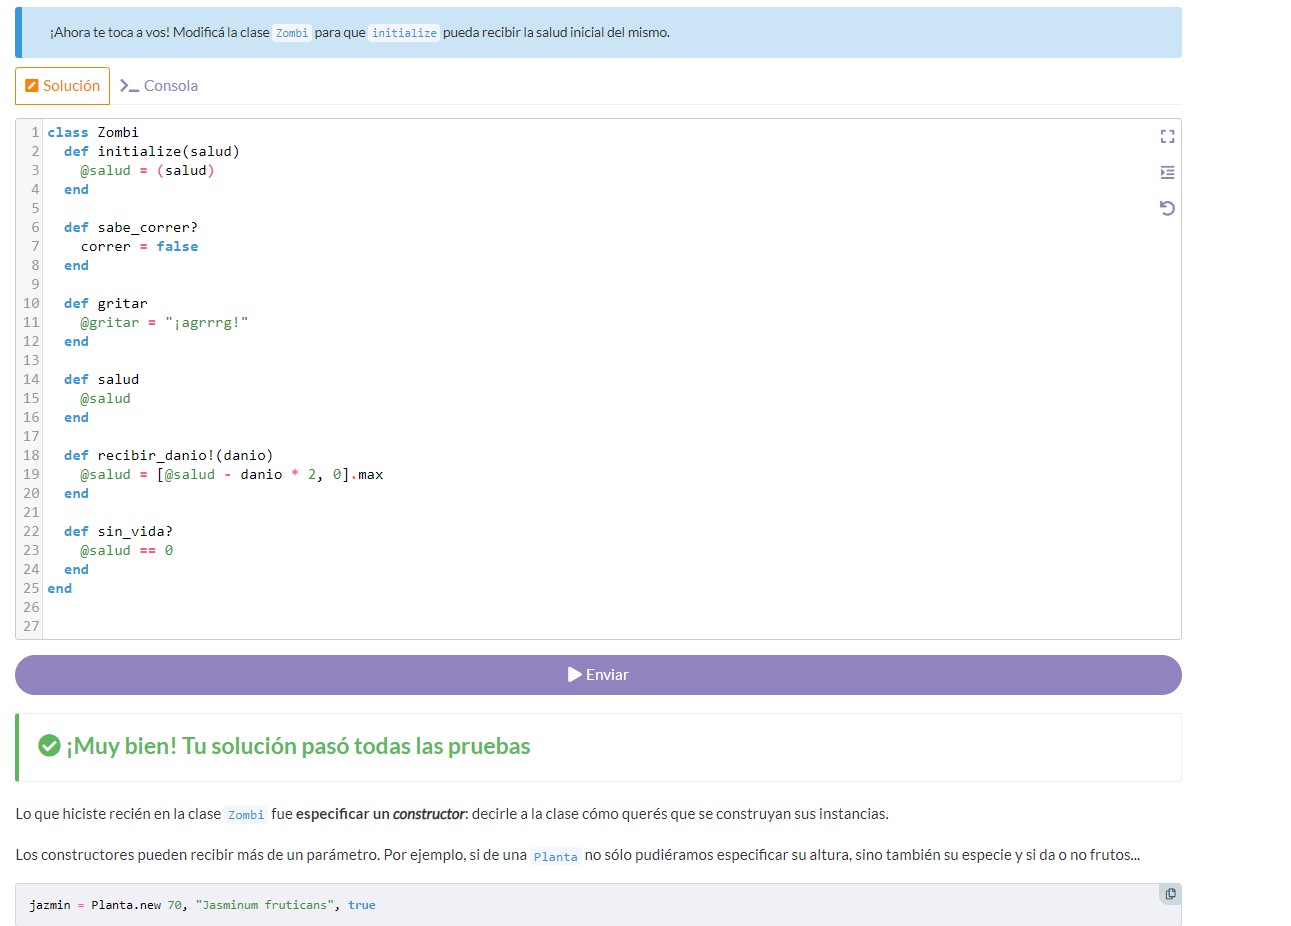 ¡Ahora te toca a vos! Modificá la clase Zombi para que initialize pueda recibir la salud inicial del mismo.
Solución
Consola
1 class Zombi
2   def initialize(salud)
3     @salud = (salud)
4   end
5
6   def sabe_correr?
7     correr = false
8   end
9
10   def gritar
11     @gritar = "¡agrrrg!"
12   end
13
14   def salud
15     @salud
16   end
17
18   def recibir_danio!(danio)
19     @salud = [@salud - danio * 2, 0].max
20   end
21
22   def sin_vida?
23     @salud == 0
24   end
25 end
26
27
Enviar
¡Muy bien! Tu solución pasó todas las pruebas
Lo que hiciste recién en la clase Zombi fue especificar un constructor: decirle a la clase cómo querés que se construyan sus instancias.
Los constructores pueden recibir más de un parámetro. Por ejemplo, si de una Planta no sólo pudiéramos especificar su altura, sino también su especie y si da o no frutos...
jazmin = Planta.new 70, "Jasminum fruticans", true